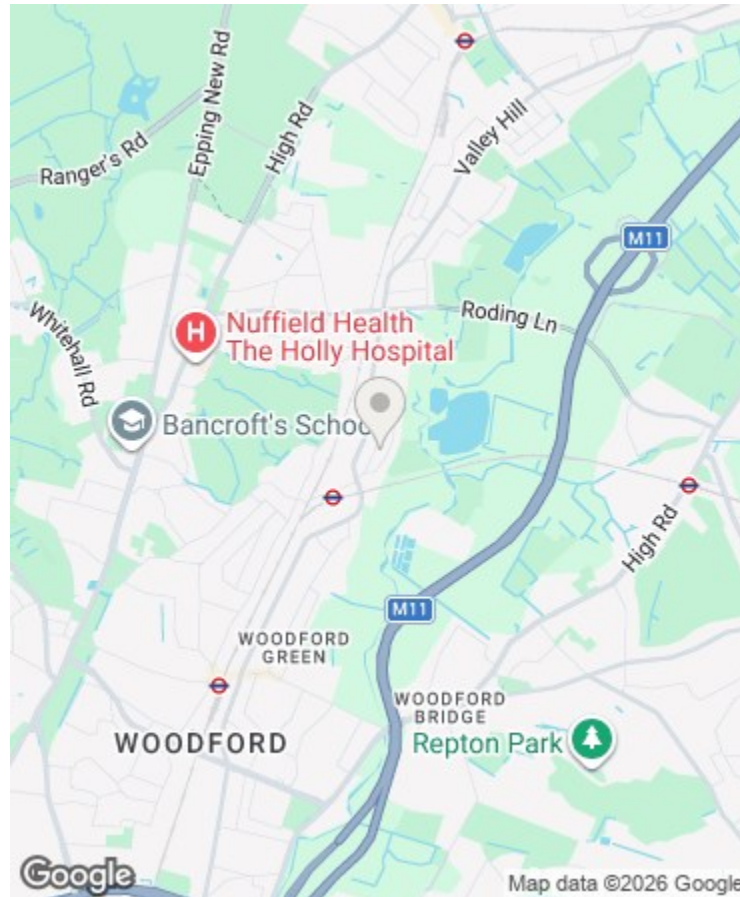 Epping New Rd
High Rd
Ranger's Rd
Valley Hill
M11
Whitehall Rd
H
Nuffield Health
The Holly Hospital
Roding Ln
Bancroft's Schoo
High Rd
M11
WOODFORD
GREEN
WOODFORD
BRIDGE
WOODFORD
Repton Park
Google
Map data ©2026 Google